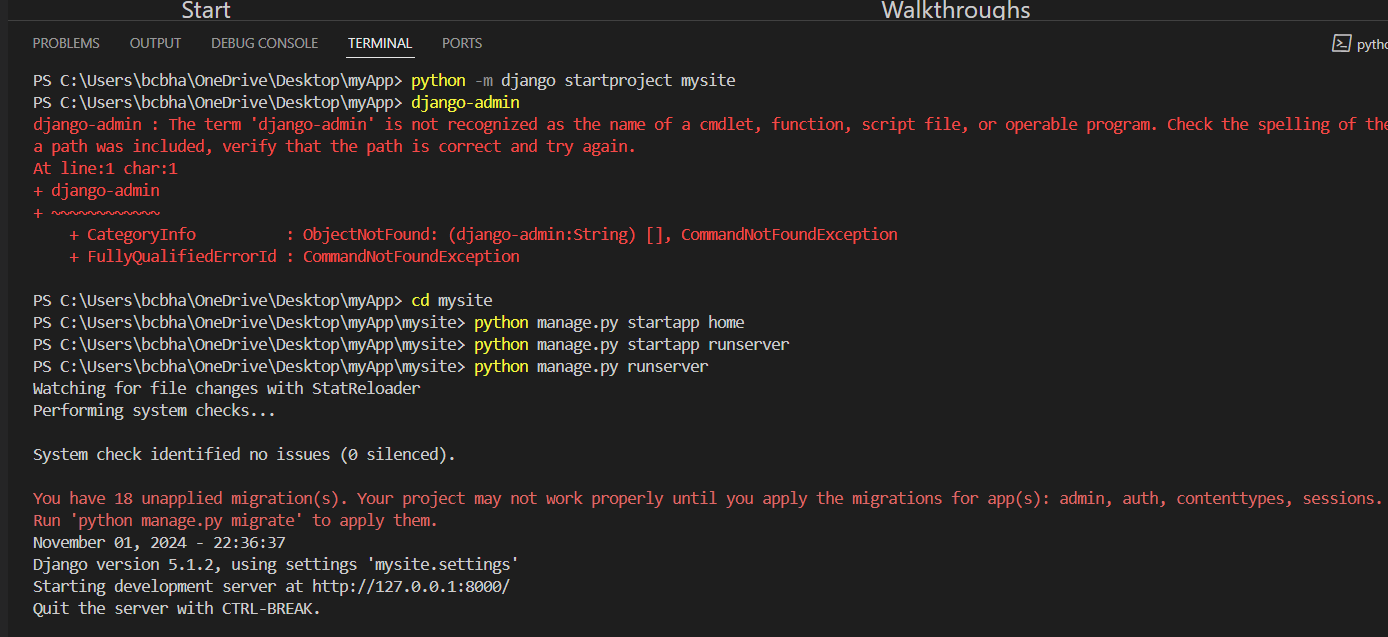 Start Walkthroughs
PROBLEMS OUTPUT DEBUG CONSOLE TERMINAL PORTS
PS C:\Users\bcbha\OneDrive\Desktop\myApp> python -m django startproject mysite
PS C:\Users\bcbha\OneDrive\Desktop\myApp> django-admin
django-admin : The term 'django-admin' is not recognized as the name of a cmdlet, function, script file, or operable program. Check the spelling of
a path was included, verify that the path is correct and try again.
At line:1 char:1
+ django-admin
+ ~~~~~~~~~~~~
    + CategoryInfo          : ObjectNotFound: (django-admin:String) [], CommandNotFoundException
    + FullyQualifiedErrorId : CommandNotFoundException
PS C:\Users\bcbha\OneDrive\Desktop\myApp> cd mysite
PS C:\Users\bcbha\OneDrive\Desktop\myApp\mysite> python manage.py startapp home
PS C:\Users\bcbha\OneDrive\Desktop\myApp\mysite> python manage.py startapp runserver
PS C:\Users\bcbha\OneDrive\Desktop\myApp\mysite> python manage.py runserver
Watching for file changes with StatReloader
Performing system checks...
System check identified no issues (0 silenced).
You have 18 unapplied migration(s). Your project may not work properly until you apply the migrations for app(s): admin, auth, contenttypes, sessions.
Run 'python manage.py migrate' to apply them.
November 01, 2024 - 22:36:37
Django version 5.1.2, using settings 'mysite.settings'
Starting development server at http://127.0.0.1:8000/
Quit the server with CTRL-BREAK.